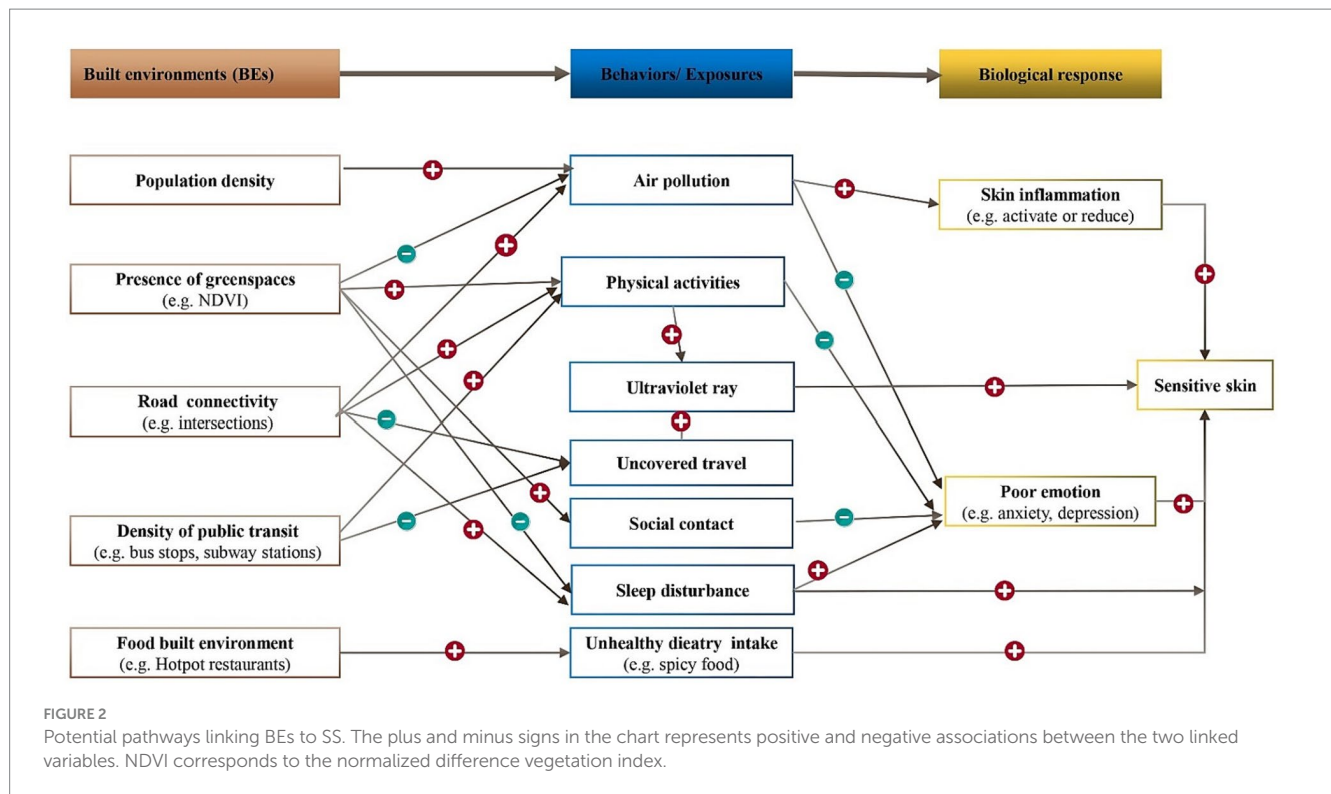 Built environments (BEs)
Behaviors/ Exposures
Biological response
Population density
Air pollution
Skin inflammation
(e.g. activate or reduce)
Presence of greenspaces
(e.g. NDVI)
Physical activities
Ultraviolet ray
Sensitive skin
Road connectivity
(e.g. intersections)
Uncovered travel
Social contact
Poor emotion
(e.g. anxiety, depression)
Density of public transit
(e.g. bus stops, subway stations)
Sleep disturbance
Food built environment
(e.g. Hotpot restaurants)
Unhealthy dieatry intake
(e.g. spicy food)
FIGURE 2
Potential pathways linking BEs to SS. The plus and minus signs in the chart represents positive and negative associations between the two linked
variables. NDVI corresponds to the normalized difference vegetation index.